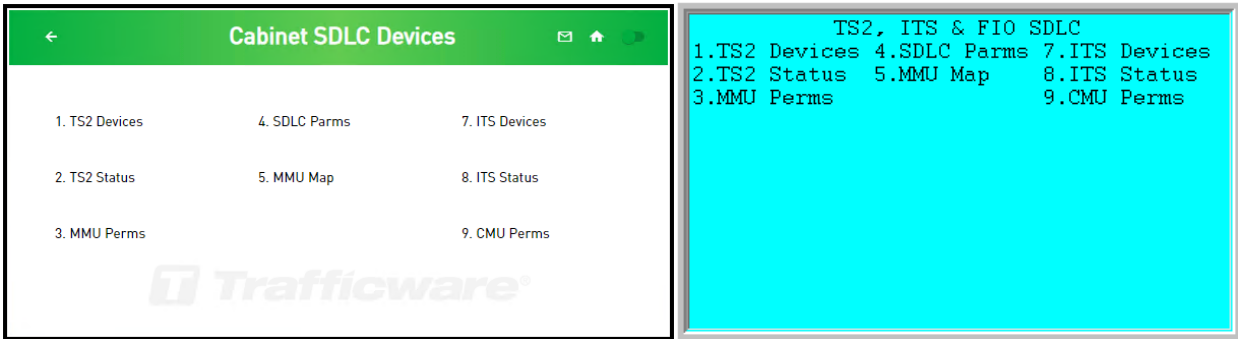 Cabinet SDLC Devices
1. TS2 Devices 4. SDLC Parms 7. ITS Devices
2. TS2 Status 5. MMU Map 8. ITS Status
3. MMU Perms 9. CMU Perms
Trafficware®
TS2, ITS & FIO SDLC
1.TS2 Devices 4.SDLC Parms 7.ITS Devices
2.TS2 Status 5.MMU Map 8.ITS Status
3.MMU Perms 9.CMU Perms